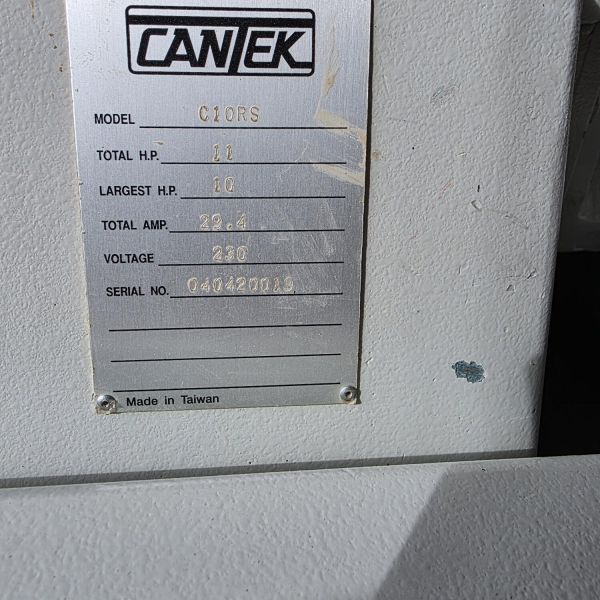 CANTEK
MODEL C10RS
TOTAL H.P. 11
LARGEST H.P. 10
TOTAL AMP. 29.4
VOLTAGE 230
SERIAL NO. 040420019
Made in Taiwan